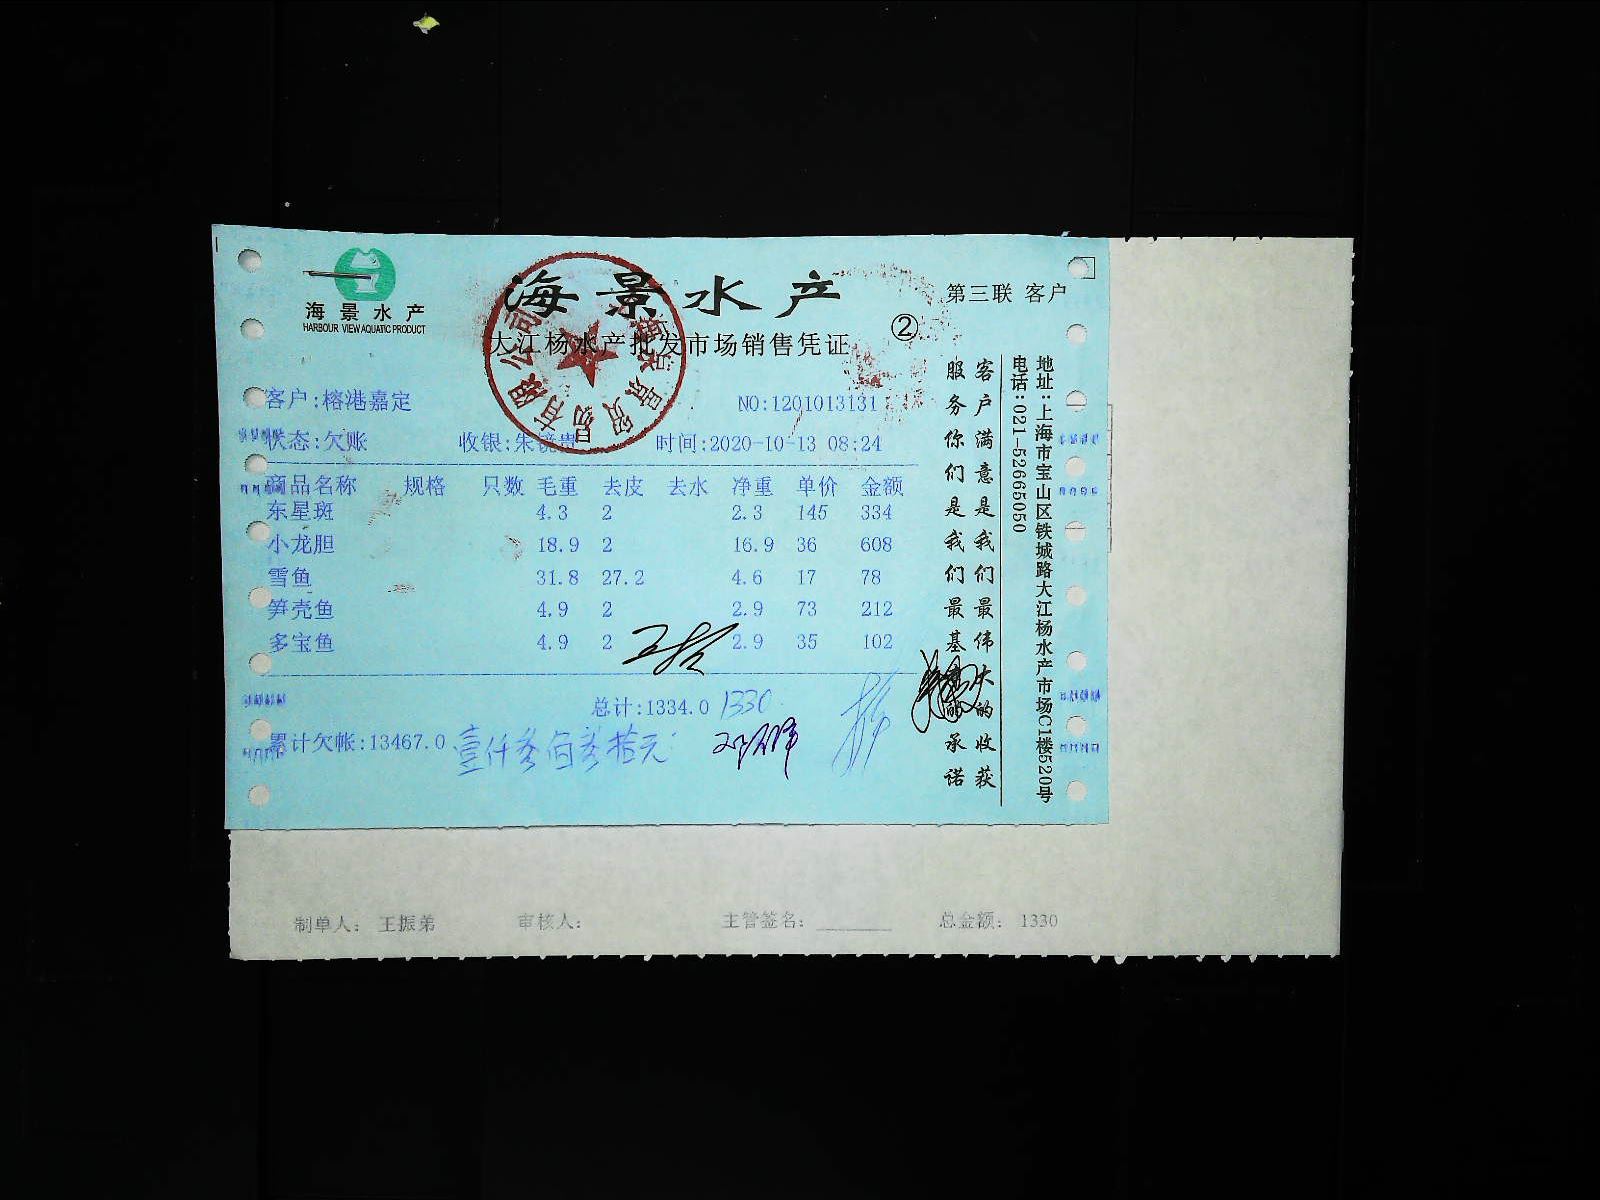 海景水产
HARBOUR VIEW AQUATIC PRODUCT
海景水产
大江杨水产批发市场销售凭证
②
第三联 客户
客户:榕港嘉定 NO:1201013131
状态:欠账 收银:朱镜贵 时间:2020-10-13 08:24
商品名称 规格 只数 毛重 去皮 去水 净重 单价 金额
东星斑 4.3 2 2.3 145 334
小龙胆 18.9 2 16.9 36 608
雪鱼 31.8 27.2 4.6 17 78
笋壳鱼 4.9 2 2.9 73 212
多宝鱼 4.9 2 2.9 35 102
总计:1334.0 1330
累计欠帐:13467.0 壹仟叁佰叁拾元
客户满意是我们最伟大的收获
服务你们是我们最基本的承诺
地址:上海市宝山区铁城路大江杨水产市场C1楼520号
电话:021-52665050
制单人: 王振弟 审核人: 主管签名: 总金额: 1330